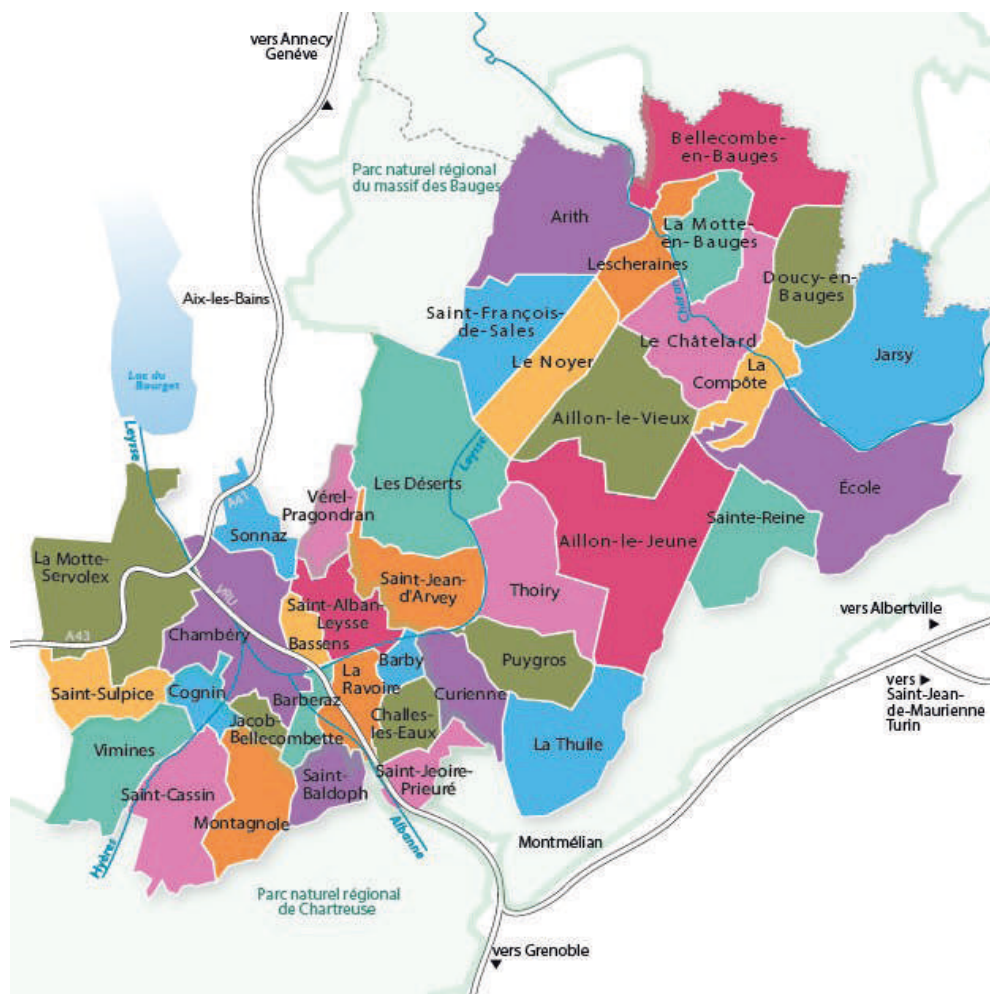 vers Annecy
Genéve
Bellecombe-
en-Bauges
Parc naturel régional
du massif des Bauges
Arith
La Motte-
en-Bauges
Lescheraines
Doucy-en-
Bauges
Aix-les-Bains
Chéran
Saint-François-
de-Sales
Le Châtelard
Jarsy
Le Noyer
La
Compôte
Lac du
Bourget
Aillon-le-Vieux
Leysse
Leysse
Les Déserts
École
A41
Vérel-
Pragondran
Sonnaz
Sainte-Reine
Aillon-le-Jeune
La Motte-
Servolex
Saint-Jean-
d'Arvey
Thoiry
VRU
Saint-Alban-
Leysse
vers Albertville
A43
Chambéry
Bassens
Barby
Puygros
La
Ravoire
Curienne
vers
Saint-Jean-
de-Maurienne
Turin
Saint-Sulpice
Cognin
Barberaz
Jacob-
Bellecombette
Challes-
les-Eaux
Vimines
La Thuile
Saint-
Baldoph
Saint-Jeoire-
Prieuré
Saint-Cassin
Montagnole
Albanne
Montmélian
Hyères
Parc naturel régional
de Chartreuse
vers Grenoble